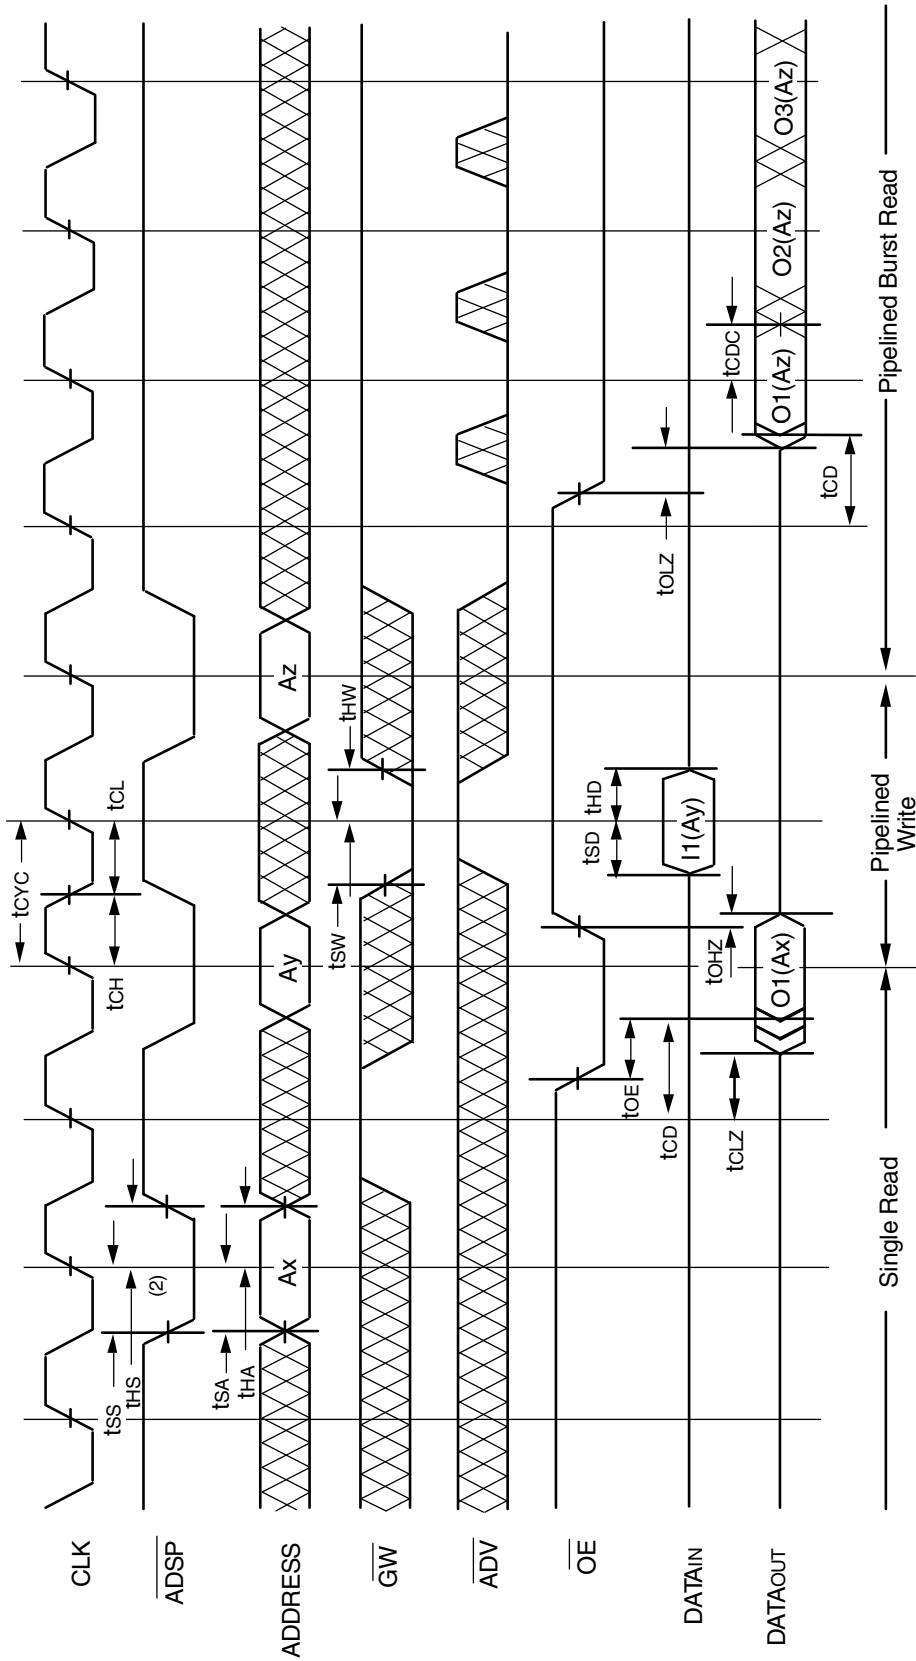 tCYC
CLK
tSS
tCH
tCL
tHS
(2)
ADSP
tSA
tHA
ADDRESS
Ax
Ay
Az
tSW
tHW
GW
ADV
OE
tOE
tOLZ
tSD
tHD
tCD
DATAIN
I1(Ay)
tOHZ
tCDC
tCLZ
DATAOUT
O1(Ax)
O1(Az)
O2(Az)
O3(Az)
tCD
Single Read
Pipelined
Write
Pipelined Burst Read